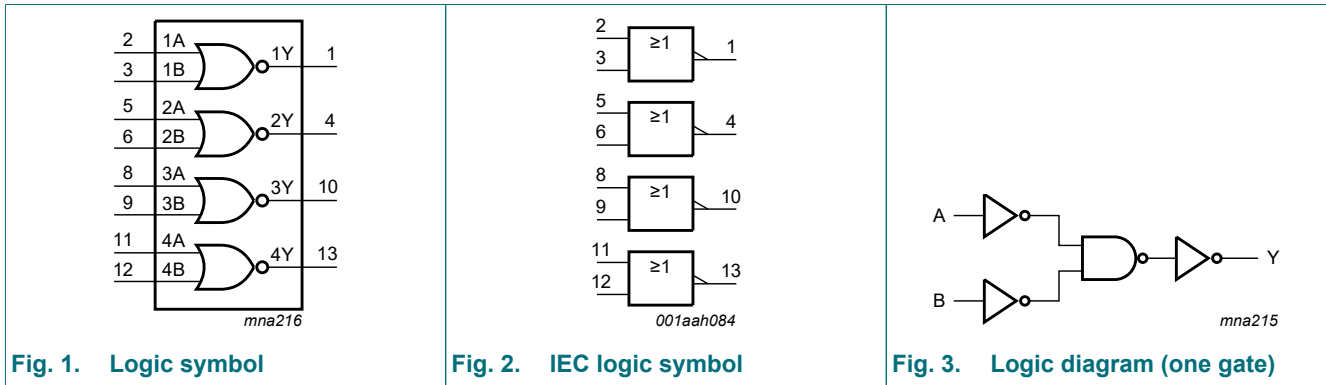 2 1A 1Y 1
3 1B
5 2A 2Y 4
6 2B
8 3A 3Y 10
9 3B
11 4A 4Y 13
12 4B
mna216
Fig. 1. Logic symbol
2 ≥1 1
3
5 ≥1 4
6
8 ≥1 10
9
11 ≥1 13
12
001aah084
Fig. 2. IEC logic symbol
A
Y
B
mna215
Fig. 3. Logic diagram (one gate)